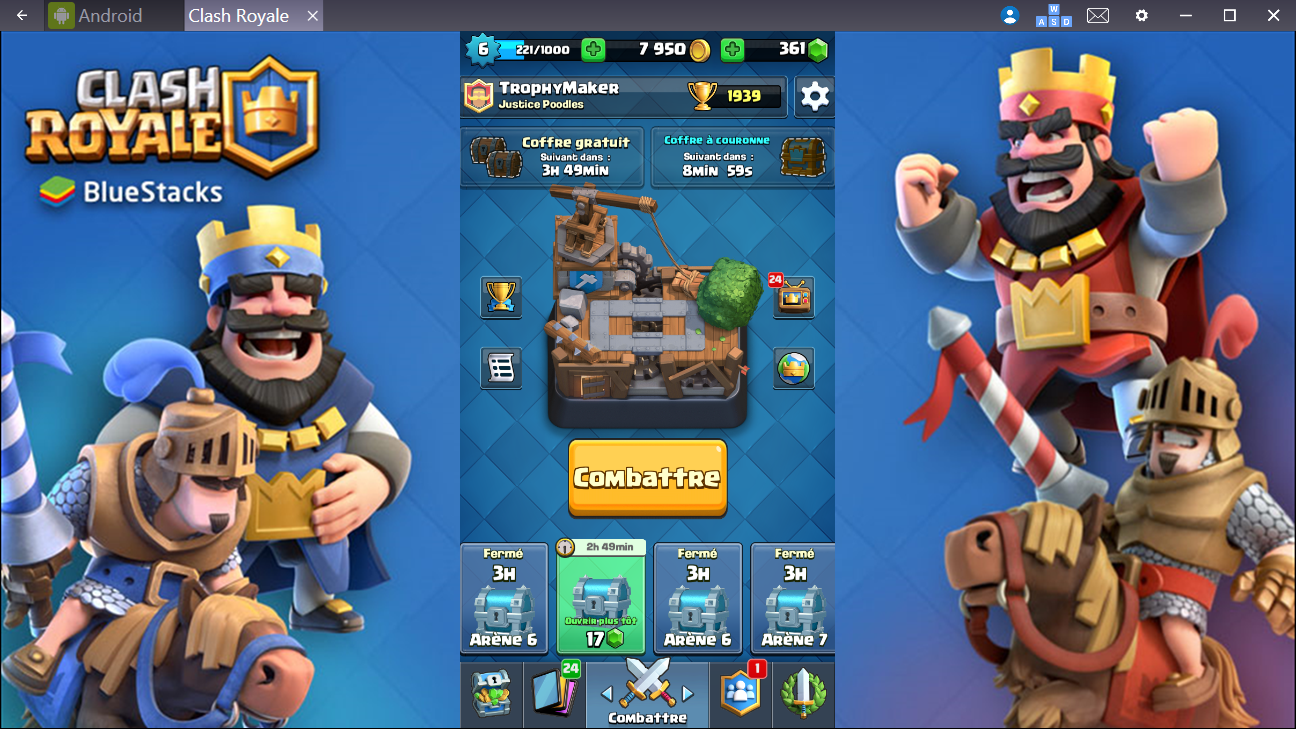 Android
Clash Royale
W
A S D
CLASH
ROYALE
BlueStacks
6
221/1000
7 950
361
TrophyMaker
Justice Poodles
1939
Coffre gratuit
Suivant dans :
3h 49min
Coffre à couronne
Suivant dans :
8min 59s
24
Combattre
Fermé
3h
Arène 6
1
2h 49min
Ouvrir plus tôt
17
Fermé
3h
Arène 6
Fermé
3h
Arène 7
1
24
Combattre
1